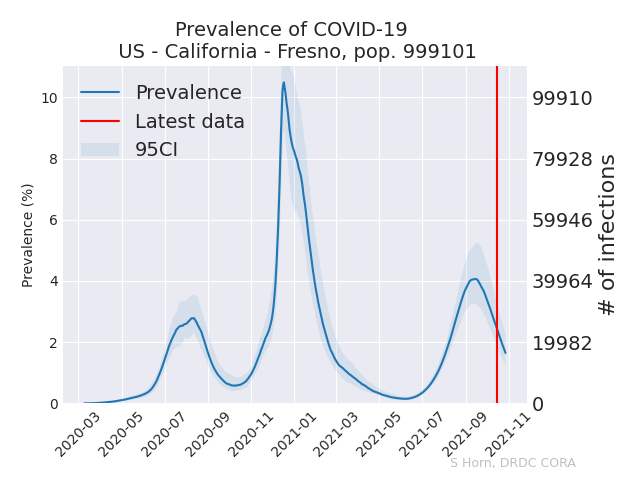 Prevalence of COVID-19
US - California - Fresno, pop. 999101
Prevalence
Latest data
95CI
Prevalence (%)
10
8
6
4
2
0
99910
79928
59946
39964
19982
0
# of infections
2020-03
2020-05
2020-07
2020-09
2020-11
2021-01
2021-03
2021-05
2021-07
2021-09
2021-11
S Horn, DRDC CORA